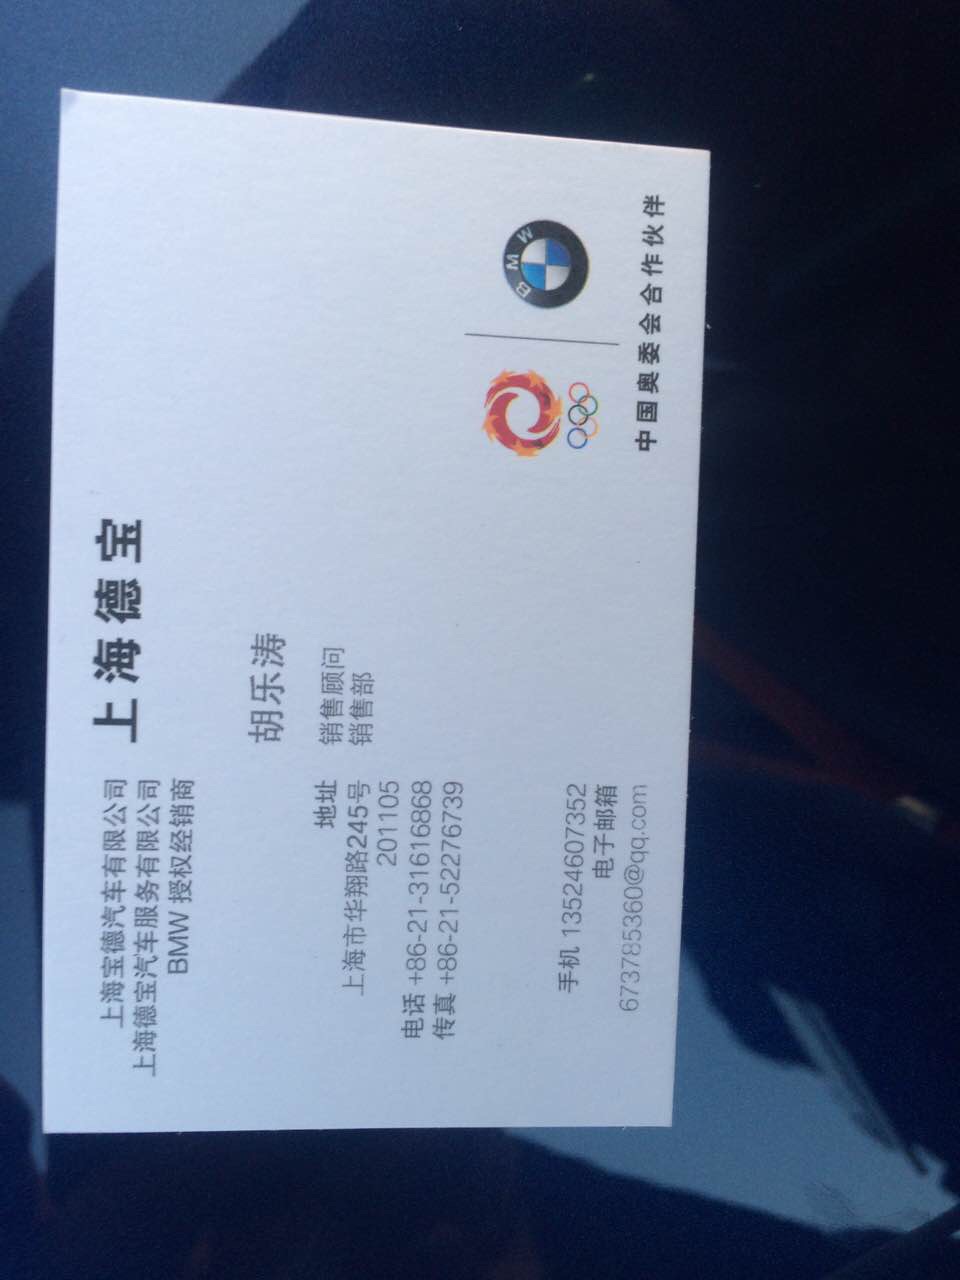 上海宝德汽车有限公司
上海德宝汽车服务有限公司
BMW 授权经销商
上海德宝
胡乐涛
销售顾问
销售部
地址
上海市华翔路245号
201105
电话 +86-21-31616868
传真 +86-21-52276739
手机 13524607352
电子邮箱
673785360@qq.com
BMW
中国奥委会合作伙伴